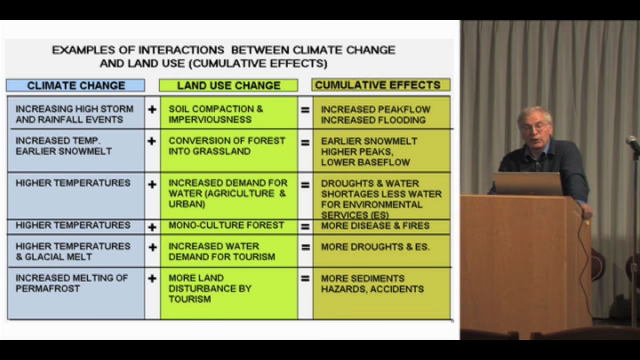 EXAMPLES OF INTERACTIONS BETWEEN CLIMATE CHANGE
AND LAND USE (CUMULATIVE EFFECTS)
CLIMATE CHANGE LAND USE CHANGE CUMULATIVE EFFECTS
INCREASING HIGH STORM + SOIL COMPACTION & = INCREASED PEAKFLOW
AND RAINFALL EVENTS IMPERVIOUSNESS INCREASED FLOODING
INCREASED TEMP. + CONVERSION OF FOREST = EARLIER SNOWMELT
EARLIER SNOWMELT INTO GRASSLAND HIGHER PEAKS,
LOWER BASEFLOW
HIGHER TEMPERATURES + INCREASED DEMAND FOR = DROUGHTS & WATER
WATER (AGRICULTURE & SHORTAGES LESS WATER
URBAN) FOR ENVIRONMENTAL
SERVICES (ES)
HIGHER TEMPERATURES + MONO-CULTURE FOREST = MORE DISEASE & FIRES
HIGHER TEMPERATURES + INCREASED WATER = MORE DROUGHTS & ES.
& GLACIAL MELT DEMAND FOR TOURISM
INCREASED MELTING OF + MORE LAND = MORE SEDIMENTS
PERMAFROST DISTURBANCE BY HAZARDS, ACCIDENTS
TOURISM